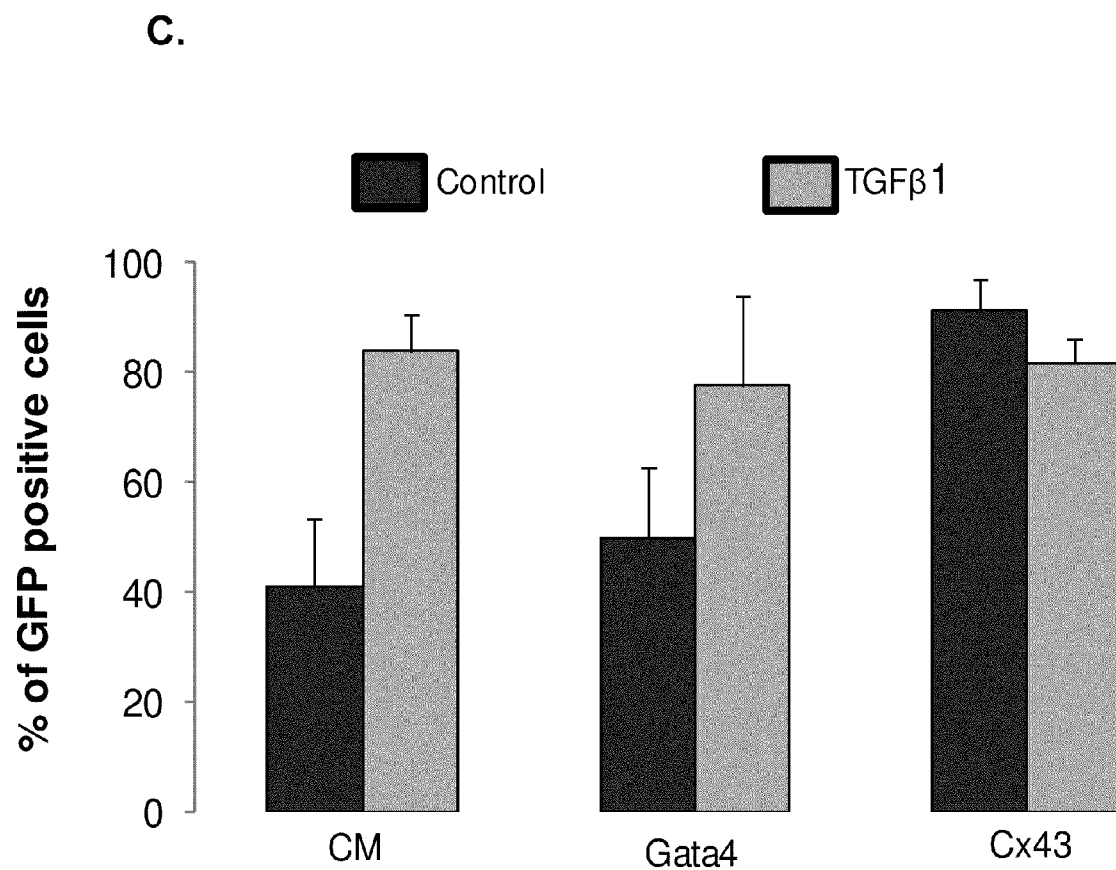 C.
Control TGFβ1
% of GFP positive cells
100
80
60
40
20
0
CM Gata4 Cx43